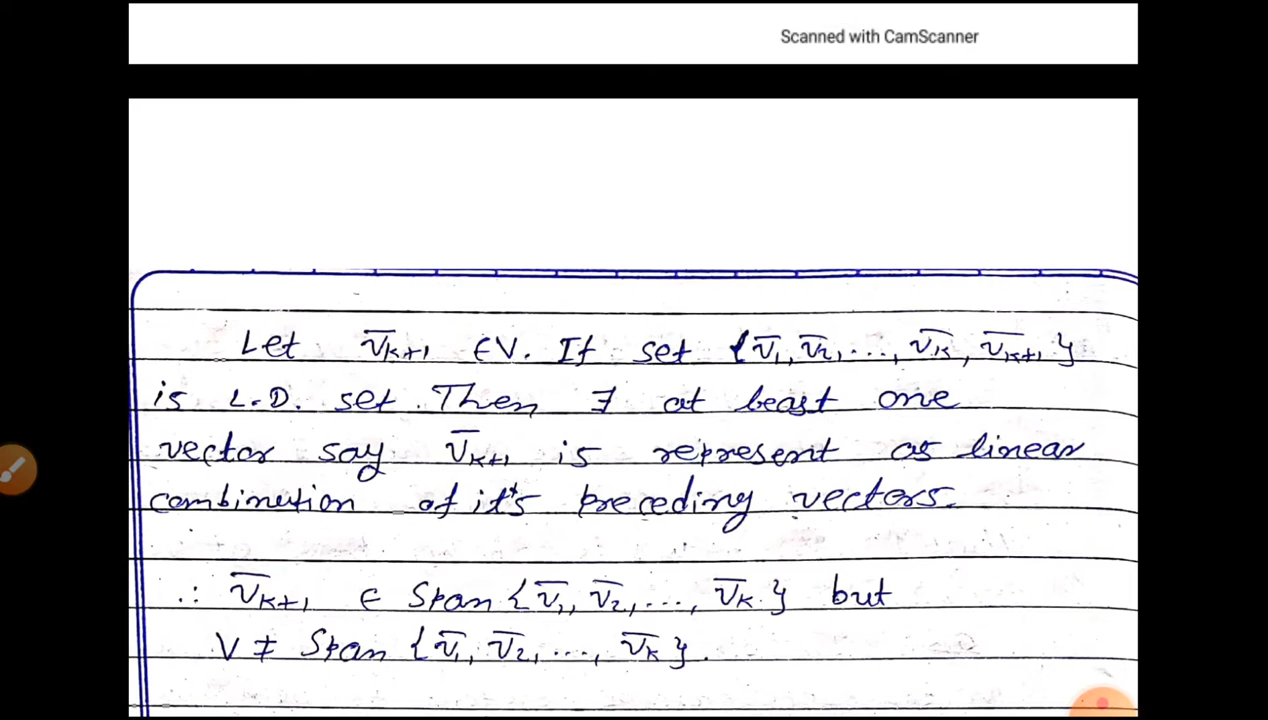 Scanned with CamScanner
Let v̅ₖ₊₁ ∈ V. If set {v̅₁, v̅₂, ..., v̅ₖ, v̅ₖ₊₁}
is L.D. set. Then ∃ at least one
vector say v̅ₖ₊₁ is represent as linear
combination of it's preceding vectors.
∴ v̅ₖ₊₁ ∈ Span {v̅₁, v̅₂, ..., v̅ₖ.} but
V ≠ Span {v̅₁, v̅₂, ..., v̅ₖ}.